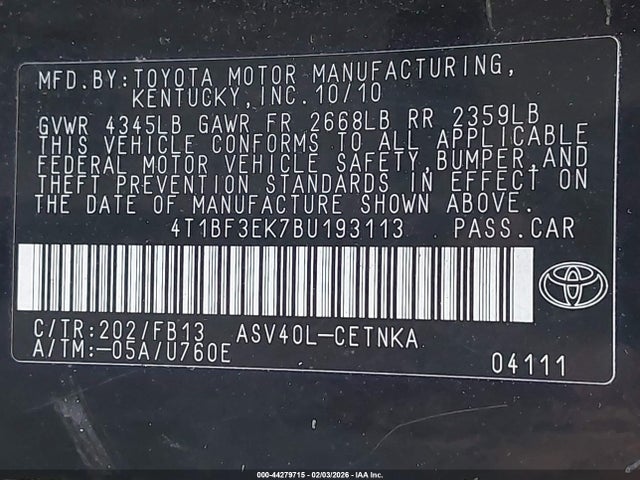 MFD.BY:TOYOTA MOTOR MANUFACTURING,
KENTUCKY,INC.10/10
GVWR 4345LB GAWR FR 2668LB RR 2359LB
THIS VEHICLE CONFORMS TO ALL APPLICABLE
FEDERAL MOTOR VEHICLE SAFETY,BUMPER,AND
THEFT PREVENTION STANDARDS IN EFFECT ON
THE DATE OF MANUFACTURE SHOWN ABOVE.
4T1BF3EK7BU193113 PASS.CAR
C/TR:202/FB13 ASV40L-CETNKA
A/TM:-05A/U760E
04111
000-44279715 - 02/03/2026 - IAA Inc.